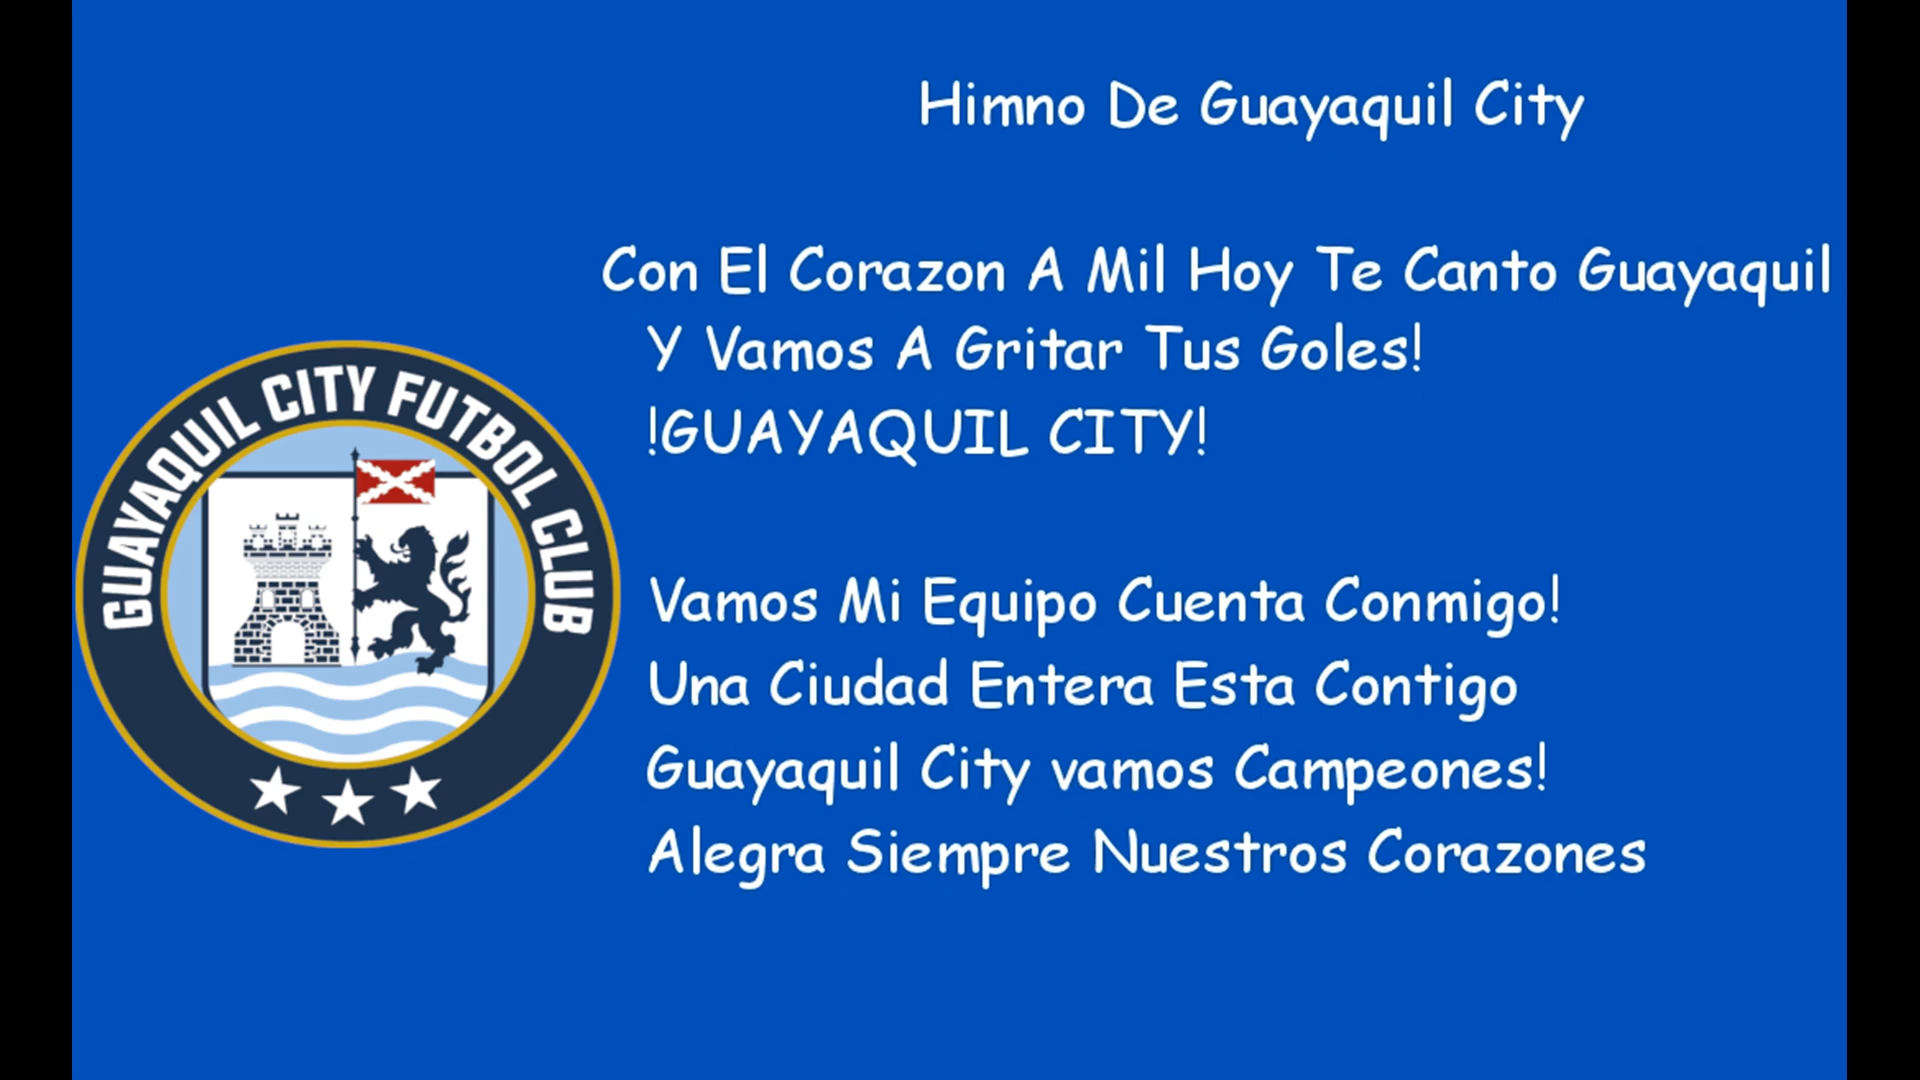 Himno De Guayaquil City
Con El Corazon A Mil Hoy Te Canto Guayaquil
Y Vamos A Gritar Tus Goles!
!GUAYAQUIL CITY!
GUAYAQUIL CITY FUTBOL CLUB
Vamos Mi Equipo Cuenta Conmigo!
Una Ciudad Entera Esta Contigo
Guayaquil City vamos Campeones!
Alegra Siempre Nuestros Corazones